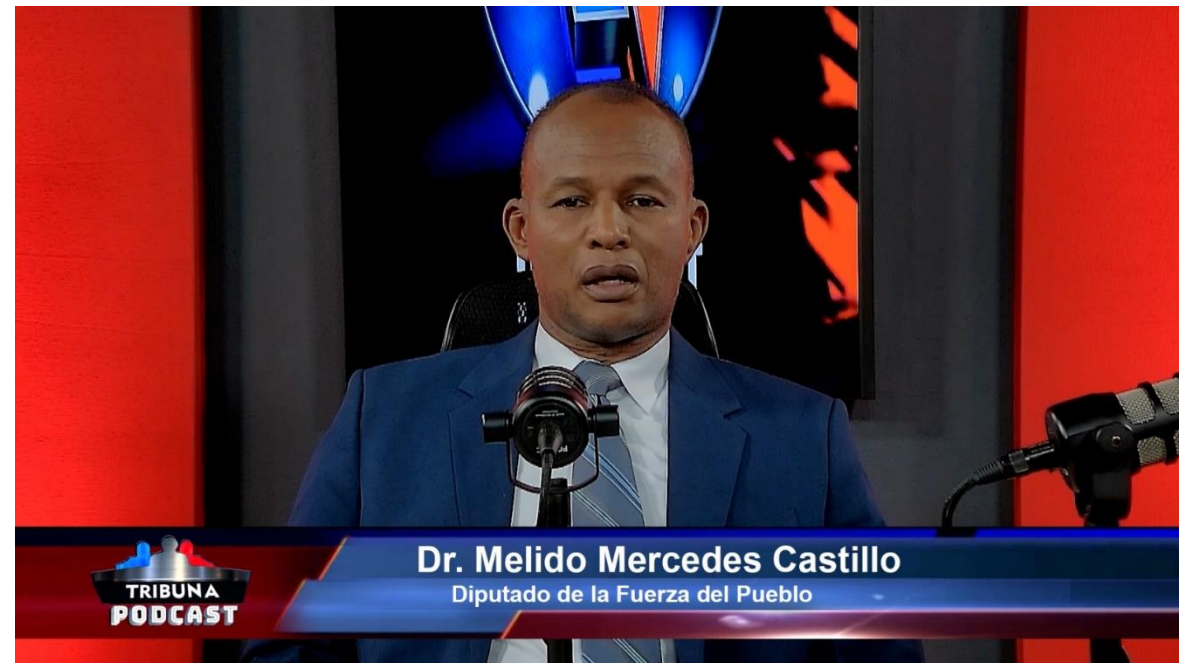 Dr. Melido Mercedes Castillo
Diputado de la Fuerza del Pueblo
TRIBUNA
PODCAST